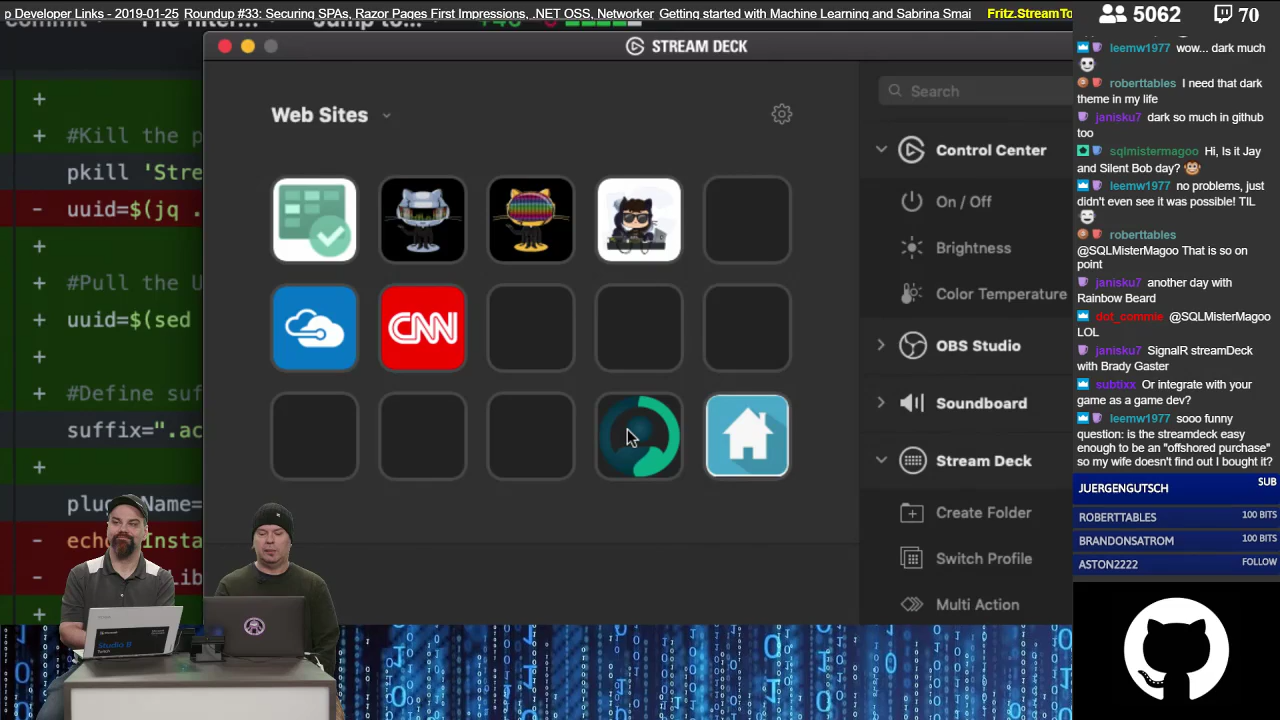 p Developer Links - 2019-01-25 Roundup #33: Securing SPAs, Razor Pages First Impressions, .NET OSS, Networker Getting started with Machine Learning and Sabrina Smai Fritz.StreamTo
5062
70
STREAM DECK
Web Sites
Search
Control Center
On / Off
Brightness
Color Temperature
OBS Studio
Soundboard
Stream Deck
Create Folder
Switch Profile
Multi Action
CNN
+
+ #Kill the p
pkill 'Stre
- uuid=$(jq .
+
+ #Pull the U
+ uuid=$(sed
+
+ #Define suf
suffix=".ac
+
Name=
leemw1977 wow... dark much
roberttables I need that dark
theme in my life
janisku7 dark so much in github
too
sqlmistermagoo Hi, Is it Jay
and Silent Bob day?
leemw1977 no problems, just
didn't even see it was possible! TIL
roberttables
@SQLMisterMagoo That is so on
point
janisku7 another day with
Rainbow Beard
dot_commie @SQLMisterMagoo
LOL
janisku7 SignalR streamDeck
with Brady Gaster
subtixx Or integrate with your
game as a game dev?
leemw1977 sooo funny
question: is the streamdeck easy
enough to be an "offshored purchase"
so my wife doesn't find out I bought it?
JUERGENGUTSCH SUB
ROBERTTABLES 100 BITS
BRANDONSATROM 100 BITS
ASTON2222 FOLLOW